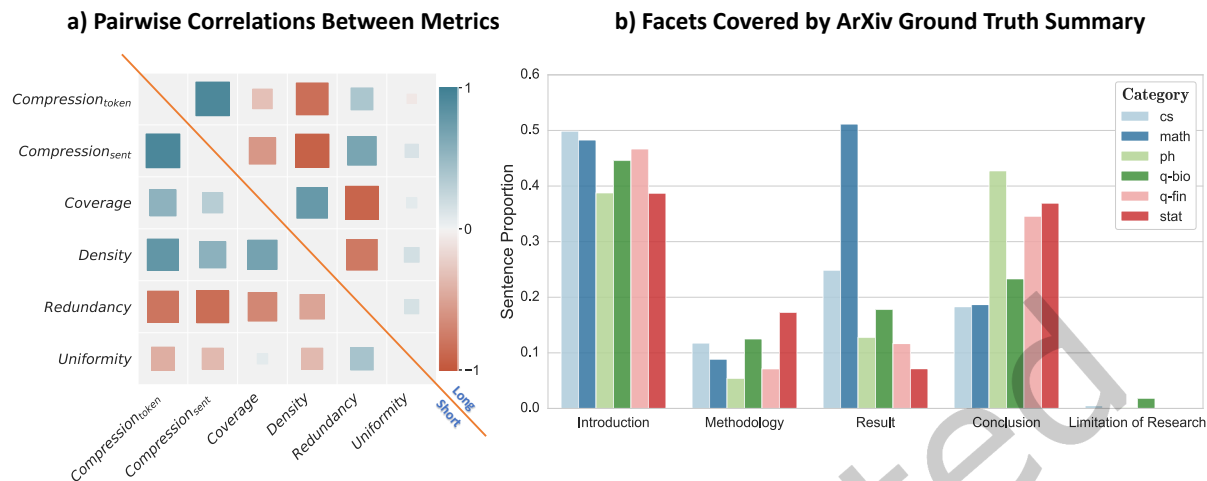 a) Pairwise Correlations Between Metrics
Compression_token
Compression_sent
Coverage
Density
Redundancy
Uniformity
Compression_token
Compression_sent
Coverage
Density
Redundancy
Uniformity
1
0
−1
Long
Short
b) Facets Covered by ArXiv Ground Truth Summary
Sentence Proportion
0.6
0.5
0.4
0.3
0.2
0.1
0.0
Category
cs
math
ph
q-bio
q-fin
stat
Introduction
Methodology
Result
Conclusion
Limitation of Research